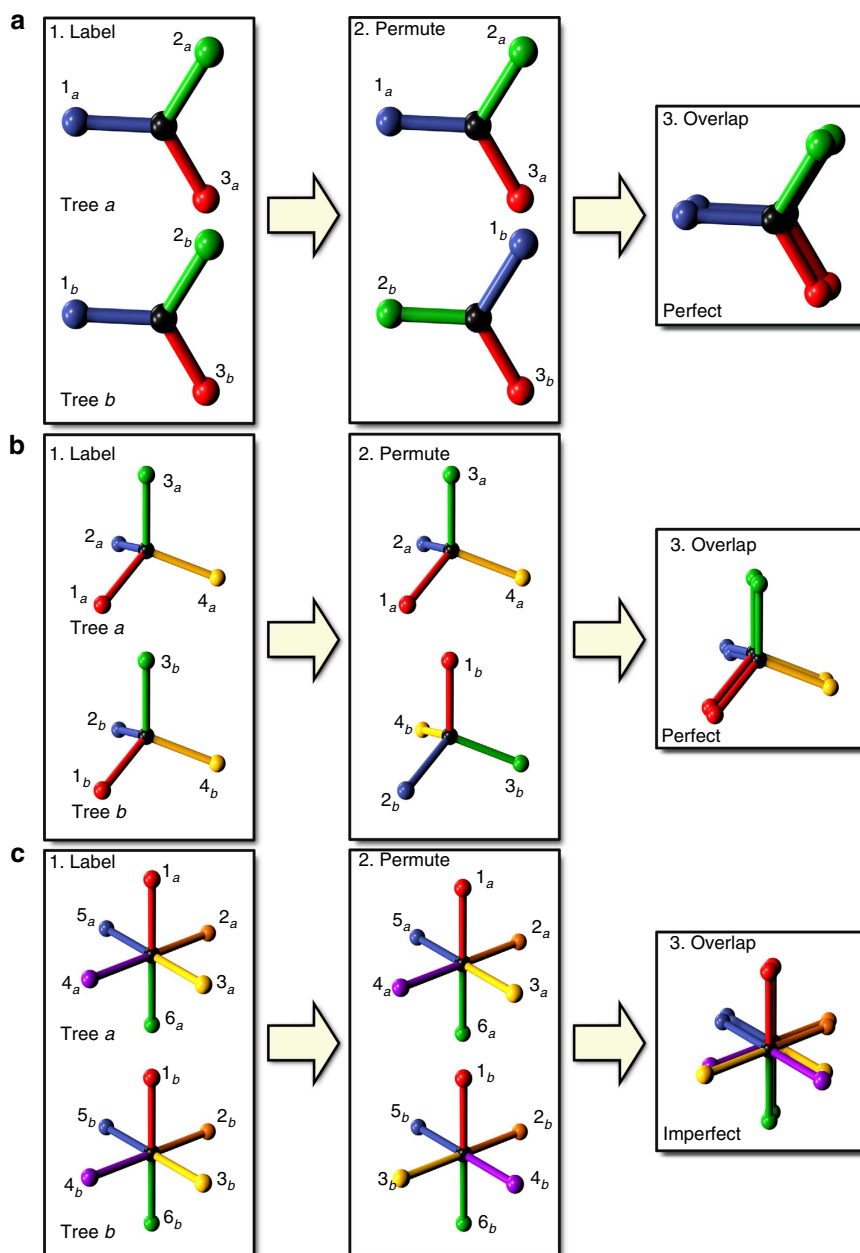 a
1. Label
2a
1a
3a
Tree a
2b
1b
3b
Tree b
2. Permute
2a
1a
3a
1b
2b
3b
3. Overlap
Perfect
b
1. Label
3a
2a
1a
4a
Tree a
3b
2b
1b
4b
Tree b
2. Permute
3a
2a
1a
4a
1b
4b
3b
2b
3. Overlap
Perfect
c
1. Label
1a
5a
2a
4a
3a
6a
Tree a
1b
5b
2b
4b
3b
6b
Tree b
2. Permute
1a
5a
2a
4a
3a
6a
1b
5b
2b
3b
4b
6b
3. Overlap
Imperfect